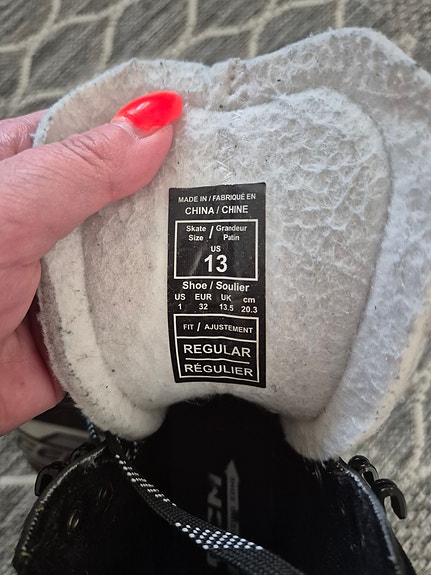 MADE IN / FABRIQUÉ EN
CHINA / CHINE
Skate Size / Grandeur Patin
US
13
Shoe / Soulier
US EUR UK cm
1 32 13.5 20.3
FIT / AJUSTEMENT
REGULAR
RÉGULIER